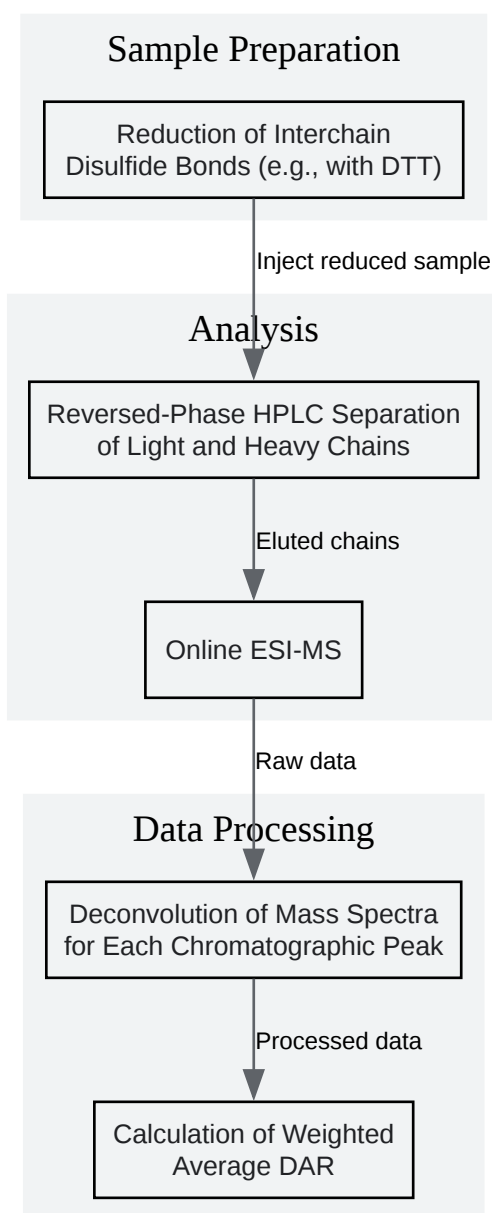 Sample Preparation
Reduction of Interchain
Disulfide Bonds (e.g., with DTT)
Inject reduced sample
Analysis
Reversed-Phase HPLC Separation
of Light and Heavy Chains
Eluted chains
Online ESI-MS
Raw data
Data Processing
Deconvolution of Mass Spectra
for Each Chromatographic Peak
Processed data
Calculation of Weighted
Average DAR